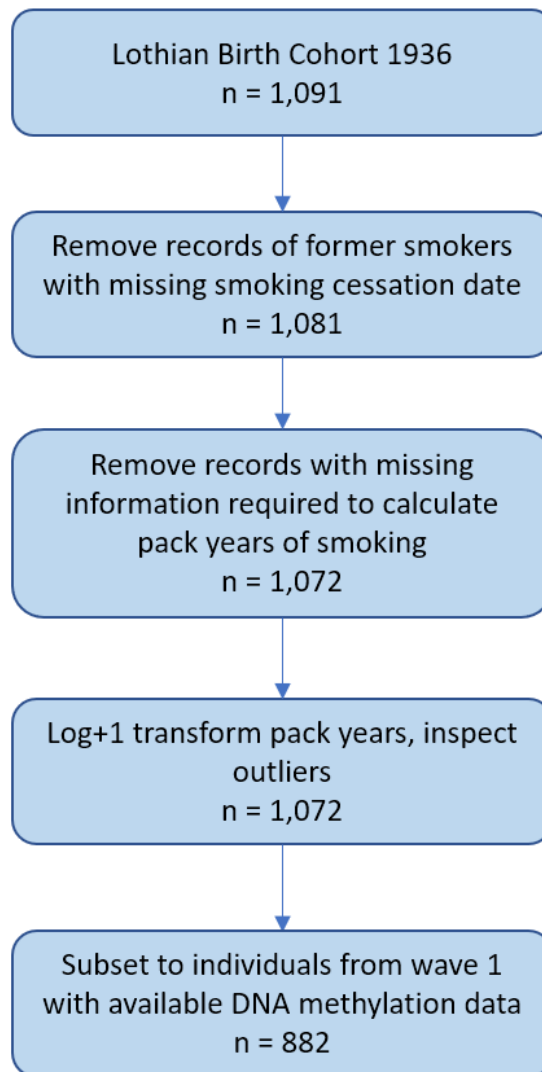 Lothian Birth Cohort 1936
n = 1,091
Remove records of former smokers
with missing smoking cessation date
n = 1,081
Remove records with missing
information required to calculate
pack years of smoking
n = 1,072
Log+1 transform pack years, inspect
outliers
n = 1,072
Subset to individuals from wave 1
with available DNA methylation data
n = 882